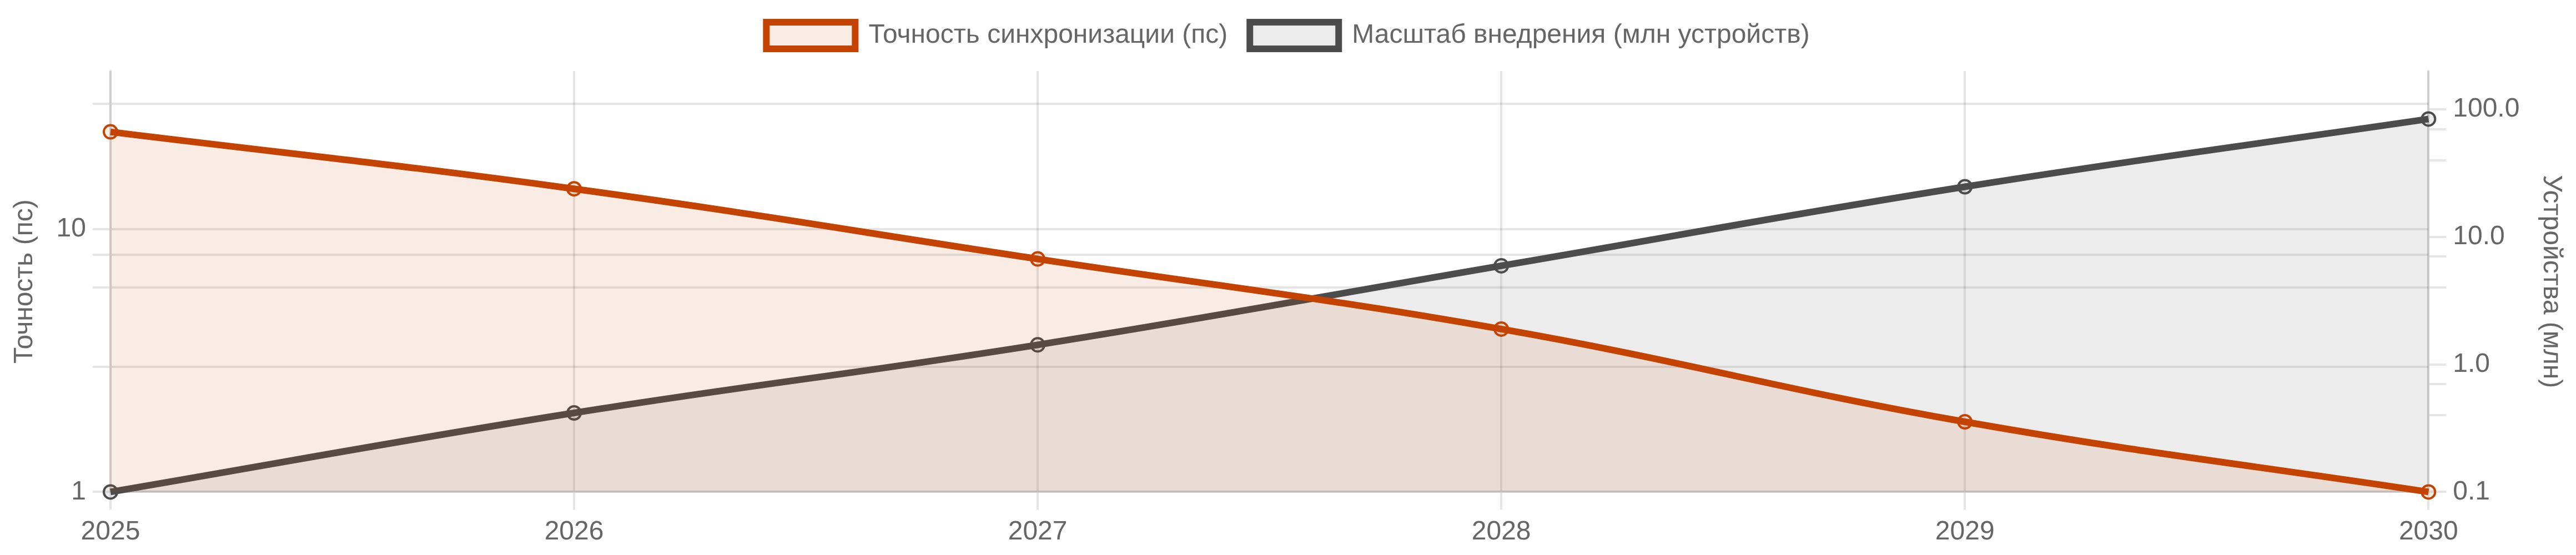 Точность синхронизации (пс) Масштаб внедрения (млн устройств)
Точность (пс)
10
1
100.0
10.0
1.0
0.1
Устройства (млн)
2025 2026 2027 2028 2029 2030